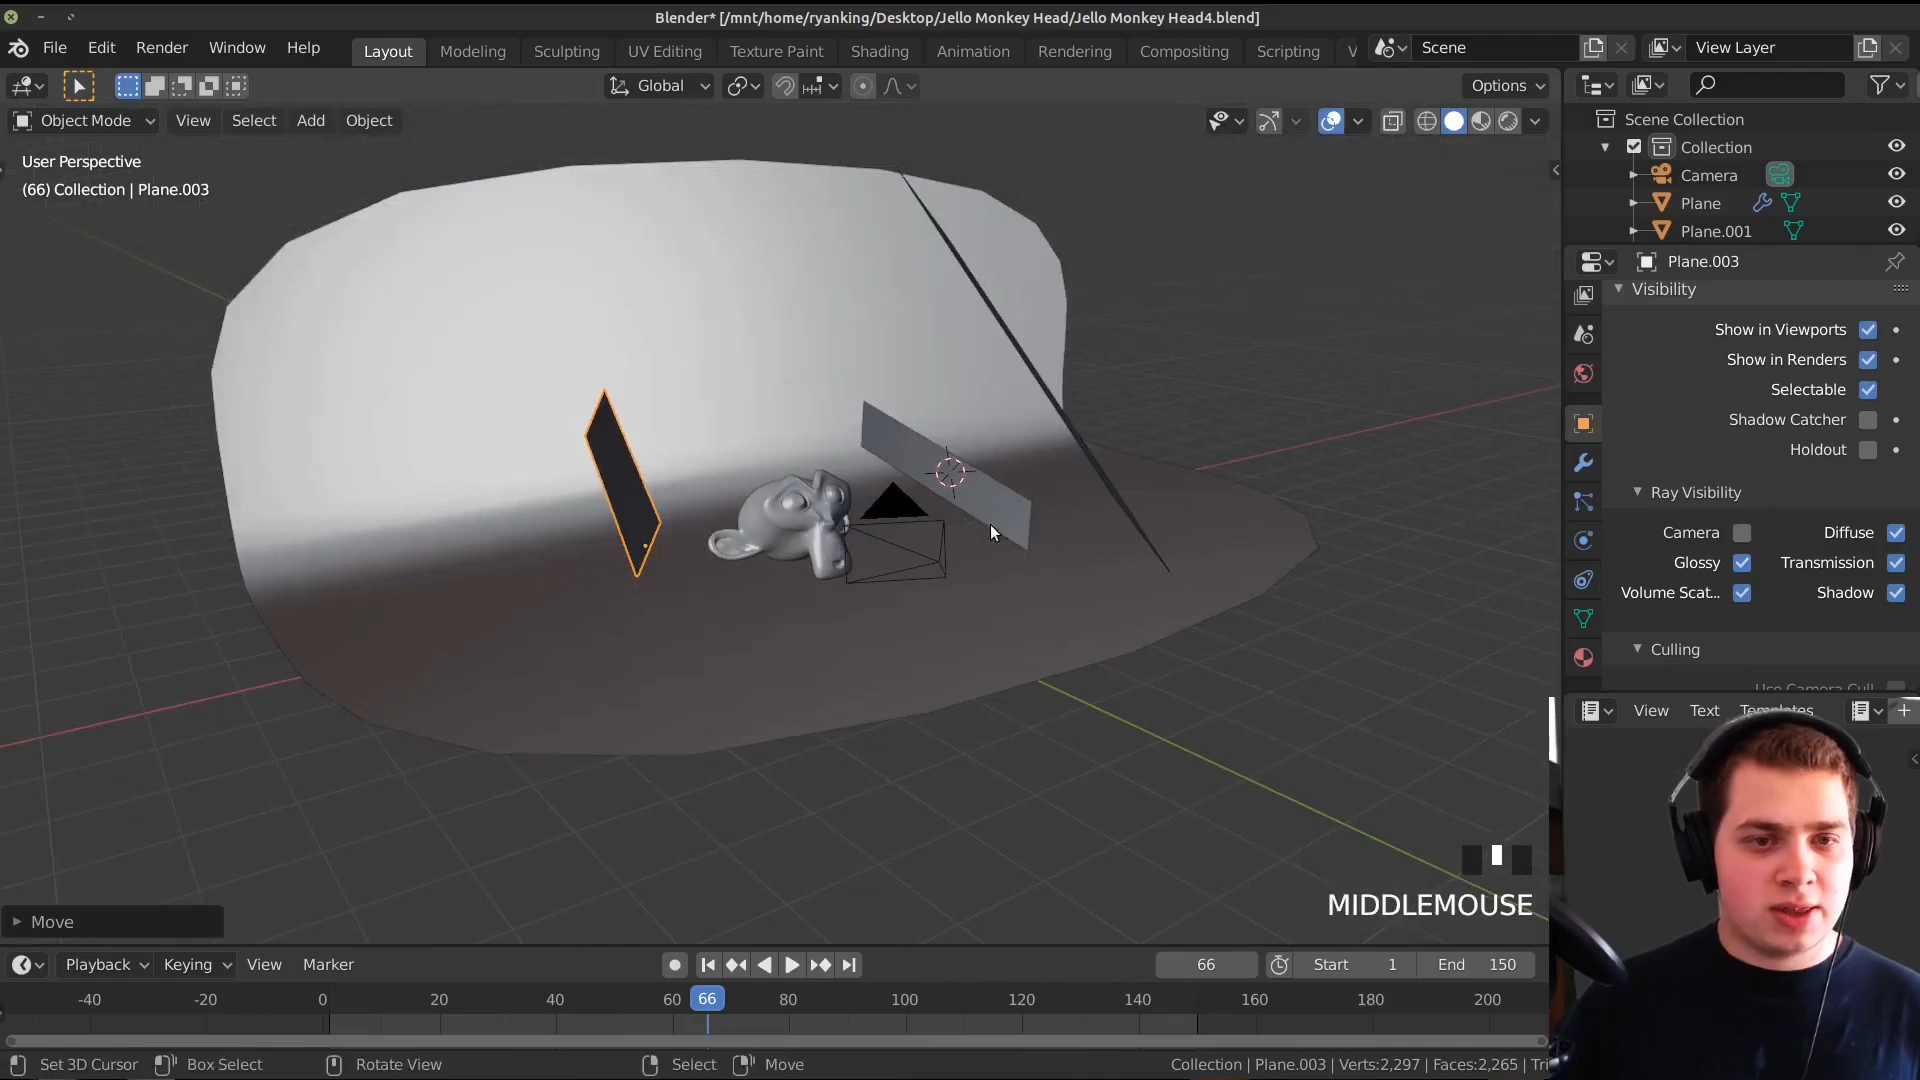 Blender* [/mnt/home/ryanking/Desktop/Jello Monkey Head/Jello Monkey Head4.blend]
File Edit Render Window Help Layout Modeling Sculpting UV Editing Texture Paint Shading Animation Rendering Compositing Scripting V Scene View Layer
Global Options
Object Mode View Select Add Object
User Perspective
(66) Collection | Plane.003
Scene Collection
Collection
Camera
Plane
Plane.001
Plane.003
Visibility
Show in Viewports
Show in Renders
Selectable
Shadow Catcher
Holdout
Ray Visibility
Camera Diffuse
Glossy Transmission
Volume Scat... Shadow
Culling
Use Camera Cull
View Text Templates
MIDDLEMOUSE
Move
Playback Keying View Marker 66 Start 1 End 150
-40 -20 0 20 40 60 66 80 100 120 140 160 180 200
Set 3D Cursor Box Select Rotate View Select Move Collection | Plane.003 | Verts:2,297 | Faces:2,265 | Tri